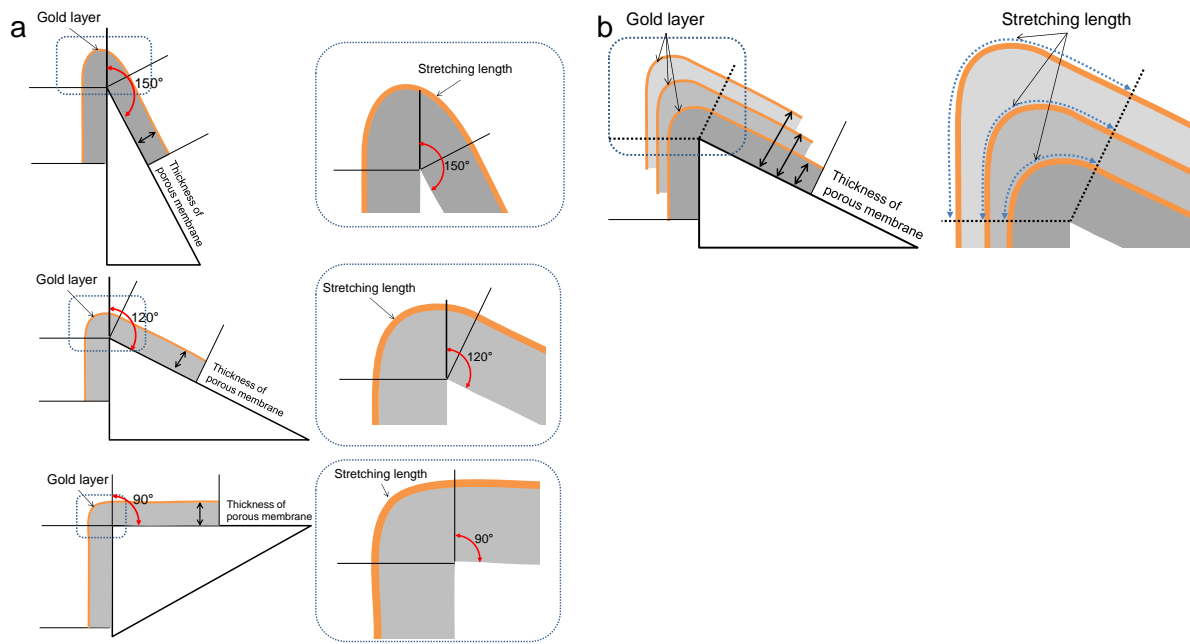 a
Gold layer
150°
Thickness of
porous membrane
Stretching length
150°
Gold layer
120°
Thickness of
porous membrane
Stretching length
120°
Gold layer
90°
Thickness of
porous membrane
Stretching length
90°
b
Gold layer
Thickness of
porous membrane
Stretching length